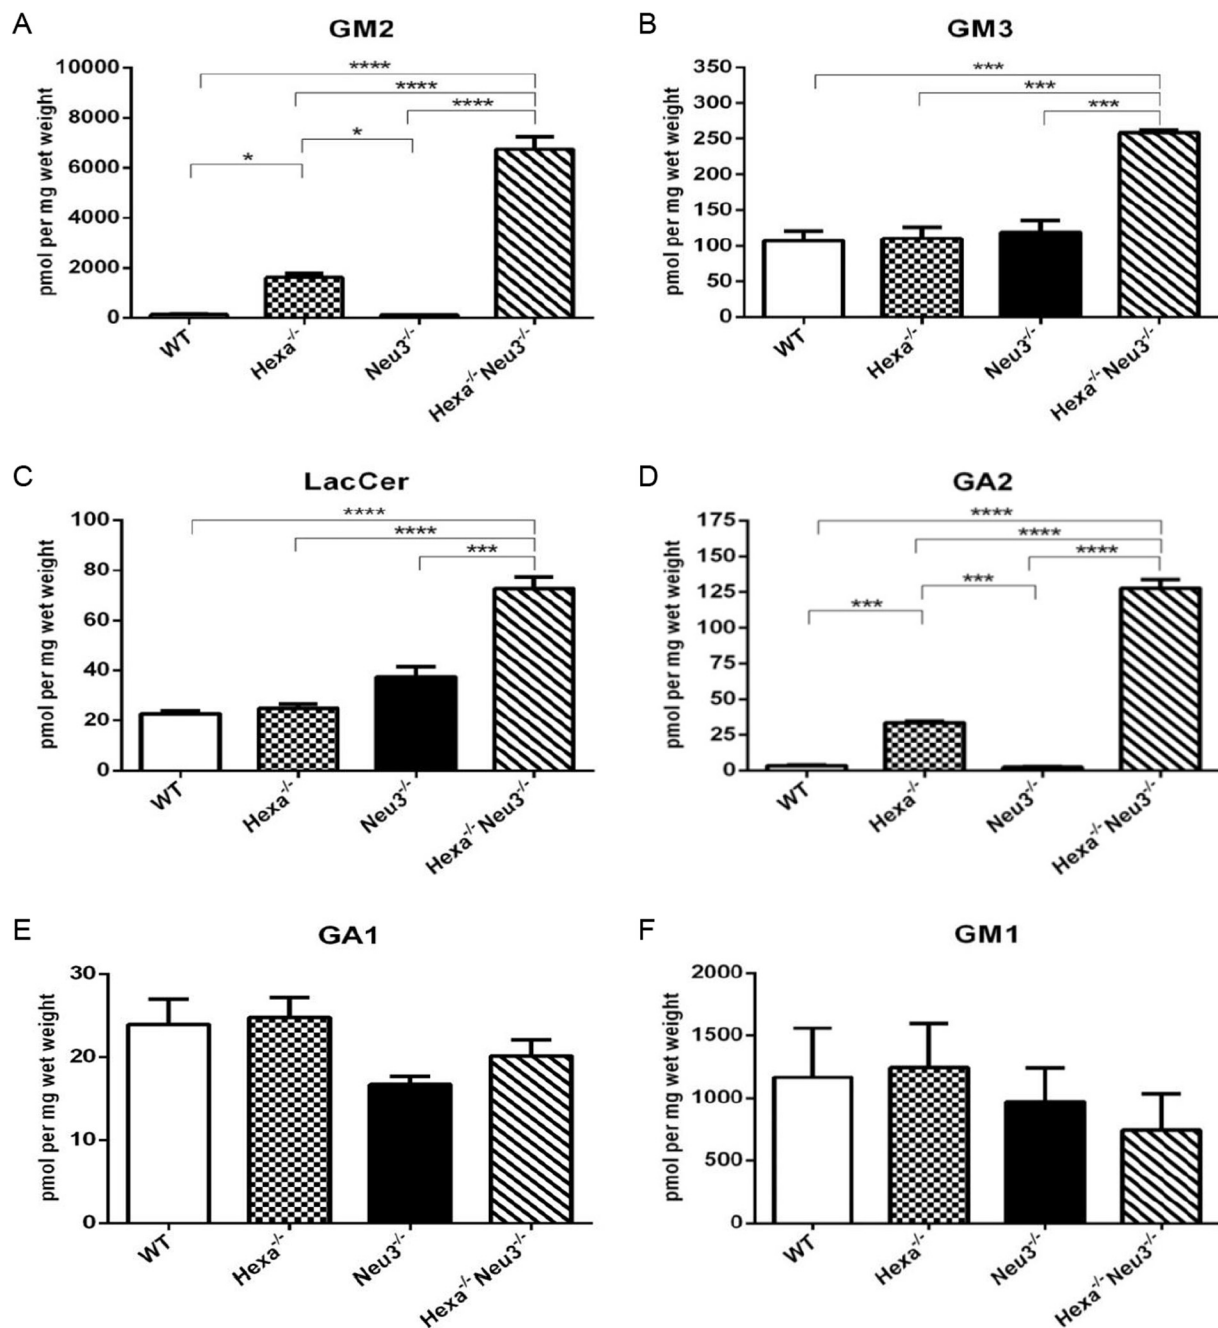 A
GM2
pmol per mg wet weight
10000
8000
6000
4000
2000
0
****
****
****
*
*
WT
Hexa-/-
Neu3-/-
Hexa-/-Neu3-/-
B
GM3
pmol per mg wet weight
350
300
250
200
150
100
50
0
***
***
***
WT
Hexa-/-
Neu3-/-
Hexa-/-Neu3-/-
C
LacCer
pmol per mg wet weight
100
80
60
40
20
0
****
****
***
WT
Hexa-/-
Neu3-/-
Hexa-/-Neu3-/-
D
GA2
pmol per mg wet weight
175
150
125
100
75
50
25
0
****
****
****
***
***
WT
Hexa-/-
Neu3-/-
Hexa-/-Neu3-/-
E
GA1
pmol per mg wet weight
30
20
10
0
WT
Hexa-/-
Neu3-/-
Hexa-/-Neu3-/-
F
GM1
pmol per mg wet weight
2000
1500
1000
500
0
WT
Hexa-/-
Neu3-/-
Hexa-/-Neu3-/-